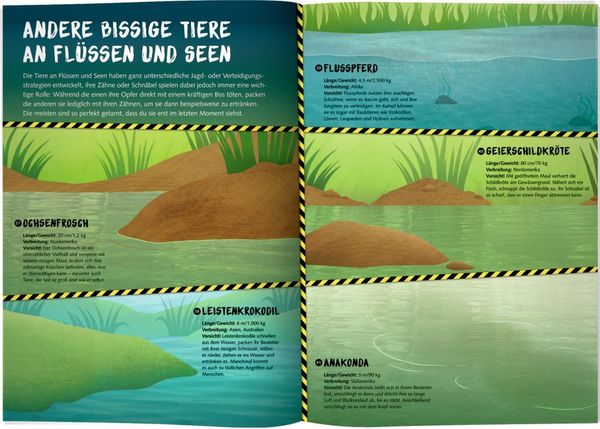 ANDERE BISSIGE TIERE
AN FLÜSSEN UND SEEN
Die Tiere an Flüssen und Seen haben ganz unterschiedliche Jagd- oder Verteidigungs-
strategien entwickelt, ihre Zähne oder Schnäbel spielen dabei jedoch immer eine wich-
tige Rolle: Während die einen ihre Opfer direkt mit einem kräftigen Biss töten, packen
die anderen sie lediglich mit ihren Zähnen, um sie dann beispielsweise zu ertränken.
Die meisten sind so perfekt getarnt, dass du sie erst im letzten Moment siehst.
OCHSENFROSCH
Länge/Gewicht: 20 cm/1,2 kg
Verbreitung: Nordamerika
Vorsicht! Der Ochsenfrosch ist ein
unersättlicher Vielfraß und verspeist mit
seinem riesigen Maul, in dem sich drei
zahnartige Knochen befinden, alles, was
er überwältigen kann – darunter auch
Tiere, die fast so groß sind wie er selbst.
LEISTENKROKODIL
Länge/Gewicht: 6 m/1.000 kg
Verbreitung: Asien, Australien
Vorsicht! Leistenkrokodile schnellen
aus dem Wasser, packen ihr Beutetier
mit ihrer riesigen Schnauze, reißen
es nieder, ziehen es ins Wasser und
ertränken es. Manchmal kommt
es auch zu tödlichen Angriffen auf
Menschen.
FLUSSPFERD
Länge/Gewicht: 4,5 m/2.500 kg
Verbreitung: Afrika
Vorsicht! Flusspferde nutzen ihre wuchtigen
Eckzähne, wenn es darum geht, sich und ihre
Jungtiere zu verteidigen. Im Kampf können
sie es sogar mit Raubtieren wie Krokodilen,
Löwen, Leoparden und Hyänen aufnehmen.
GEIERSCHILDKRÖTE
Länge/Gewicht: 80 cm/70 kg
Verbreitung: Nordamerika
Vorsicht! Mit geöffnetem Maul verharrt die
Schildkröte am Gewässergrund. Nähert sich ein
Fisch, schnappt die Schildkröte zu. Ihr Schnabel ist
so scharf, dass er einen Finger abtrennen kann.
ANAKONDA
Länge/Gewicht: 5 m/90 kg
Verbreitung: Südamerika
Vorsicht! Die Anakonda beißt sich in ihrem Beutetier
fest, umschlingt es dann und drückt ihm so lange
Luft und Blutkreislauf ab, bis es stirbt. Anschließend
verschlingt sie es mit dem Kopf voran.